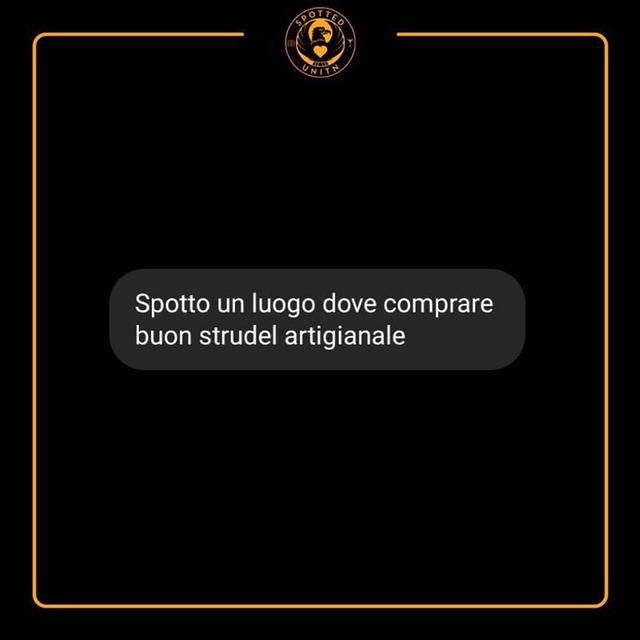 SPOTTED
UNITN
Spotto un luogo dove comprare
buon strudel artigianale